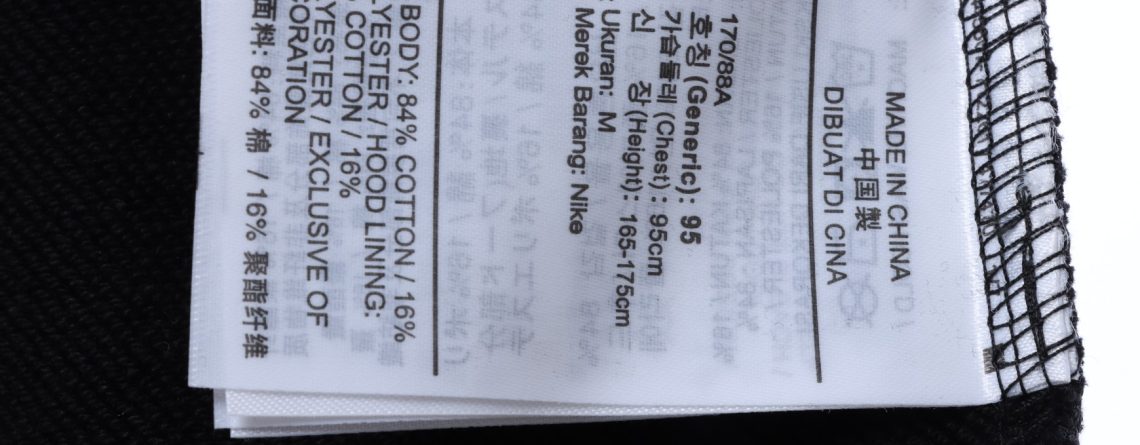 MADE IN CHINA
中国製
DIBUAT DI CINA
170/88A
호칭 (Generic) : 95
가슴둘레 (Chest) : 95cm
신 장 (Height) : 165-175cm
: Ukuran: M
Merek Barang: Nike
BODY: 84% COTTON / 16%
YESTER / HOOD LINING:
COTTON / 16%
YESTER / EXCLUSIVE OF
CORATION
面料: 84% 棉 / 16% 聚酯纤维